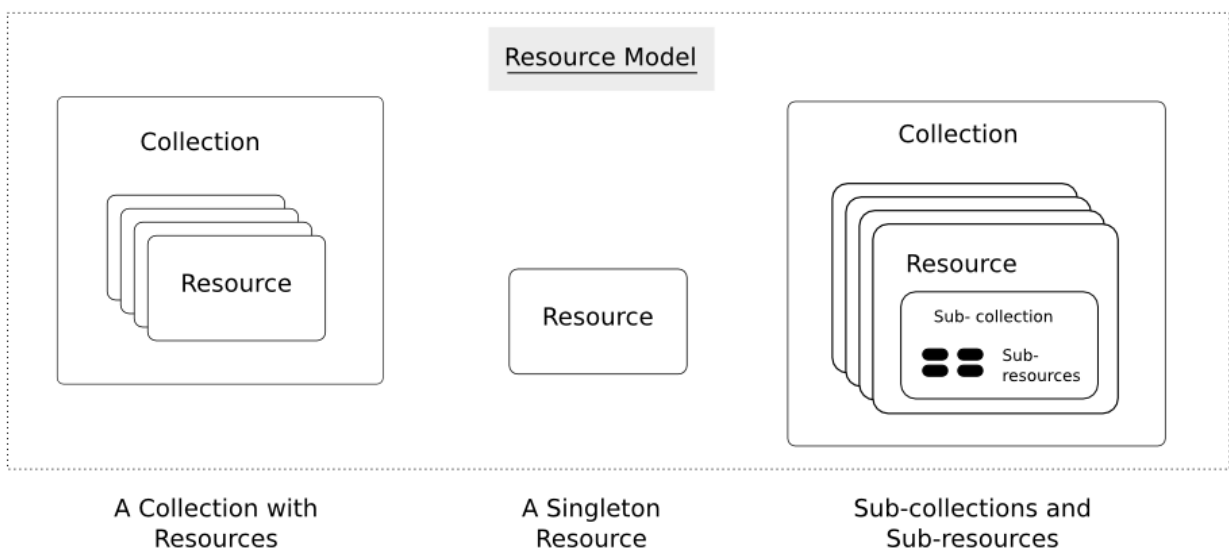 Resource Model
Collection
Resource
Resource
Collection
Resource
Sub- collection
Sub-
resources
A Collection with
Resources
A Singleton
Resource
Sub-collections and
Sub-resources